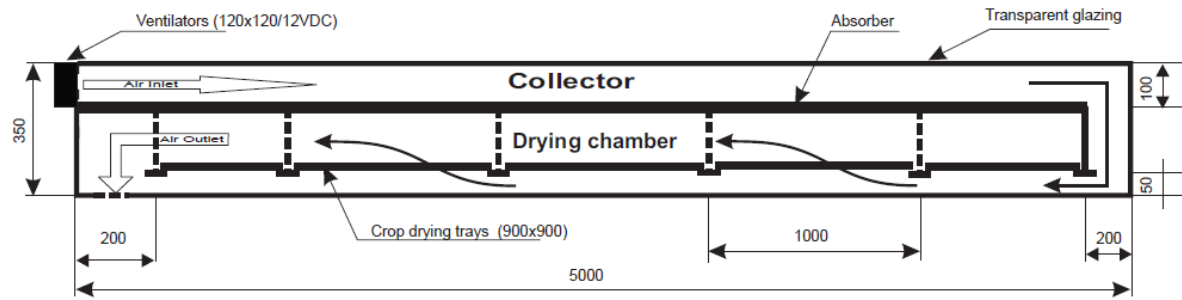 Ventilators (120x120/12VDC)
Absorber
Transparent glazing
Air Inlet
Collector
100
350
Air Outlet
Drying chamber
50
Crop drying trays (900x900)
200
1000
200
5000